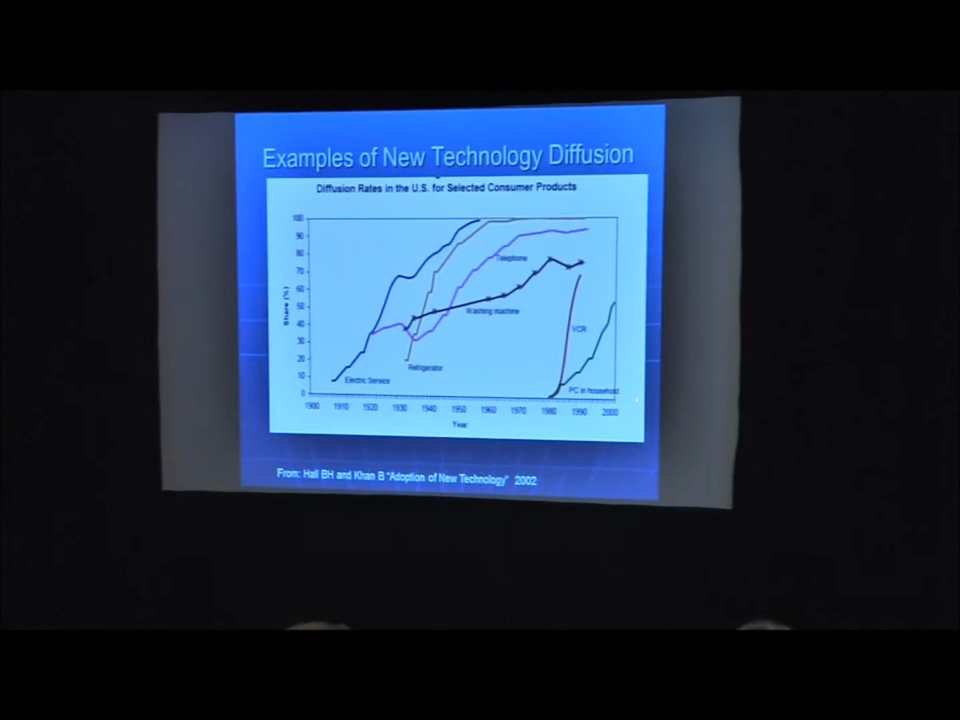 Examples of New Technology Diffusion
Diffusion Rates in the U.S. for Selected Consumer Products
100
90
80
70
60
50
40
30
20
10
0
Share (%)
Telephone
Washing machine
VCR
Refrigerator
Electric Service
PC in household
1900 1910 1920 1930 1940 1950 1960 1970 1980 1990 2000
Year
From: Hall BH and Khan B "Adoption of New Technology" 2002